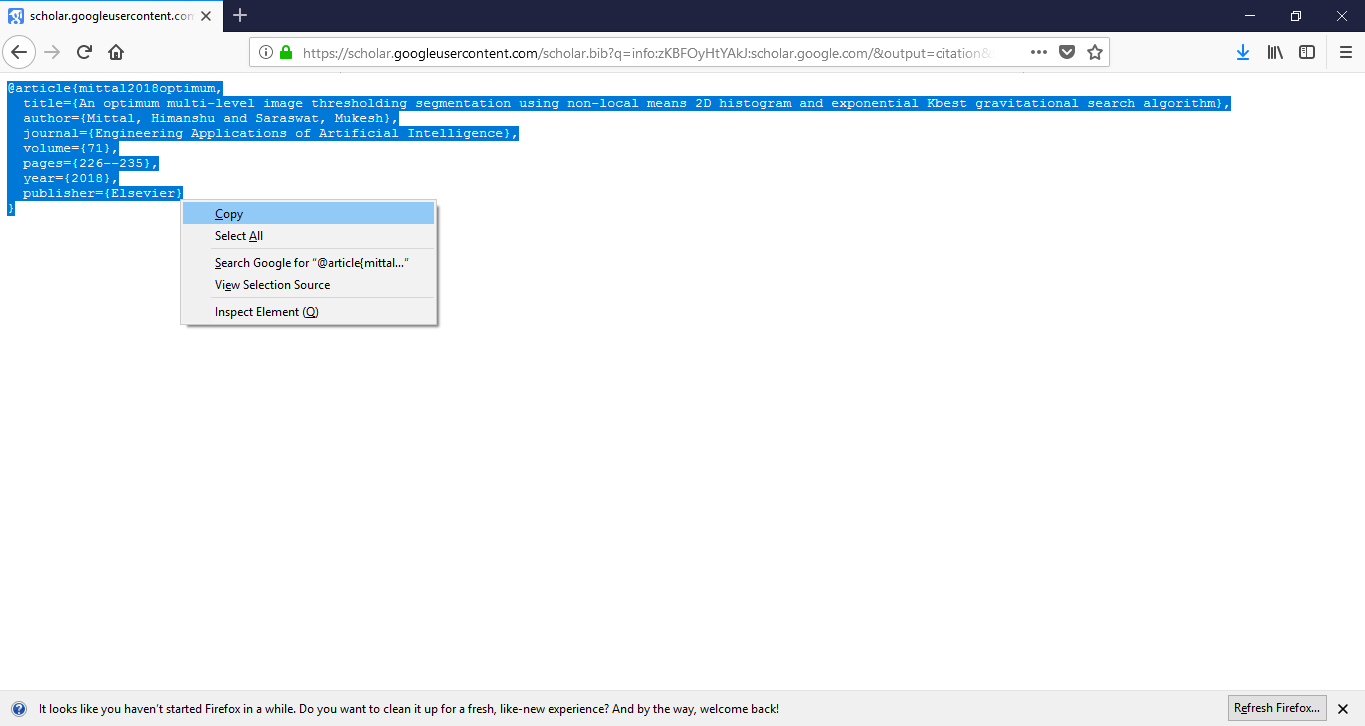 scholar.googleusercontent.com
https://scholar.googleusercontent.com/scholar.bib?q=info:zKBFOyHtYAkJ:scholar.google.com/&output=citation&
@article{mittal2018optimum,
title={An optimum multi-level image thresholding segmentation using non-local means 2D histogram and exponential Kbest gravitational search algorithm},
author={Mittal, Himanshu and Saraswat, Mukesh},
journal={Engineering Applications of Artificial Intelligence},
volume={71},
pages={226--235},
year={2018},
publisher={Elsevier}
}
Copy
Select All
Search Google for “@article{mittal...”
View Selection Source
Inspect Element (Q)
It looks like you haven’t started Firefox in a while. Do you want to clean it up for a fresh, like-new experience? And by the way, welcome back!
Refresh Firefox...